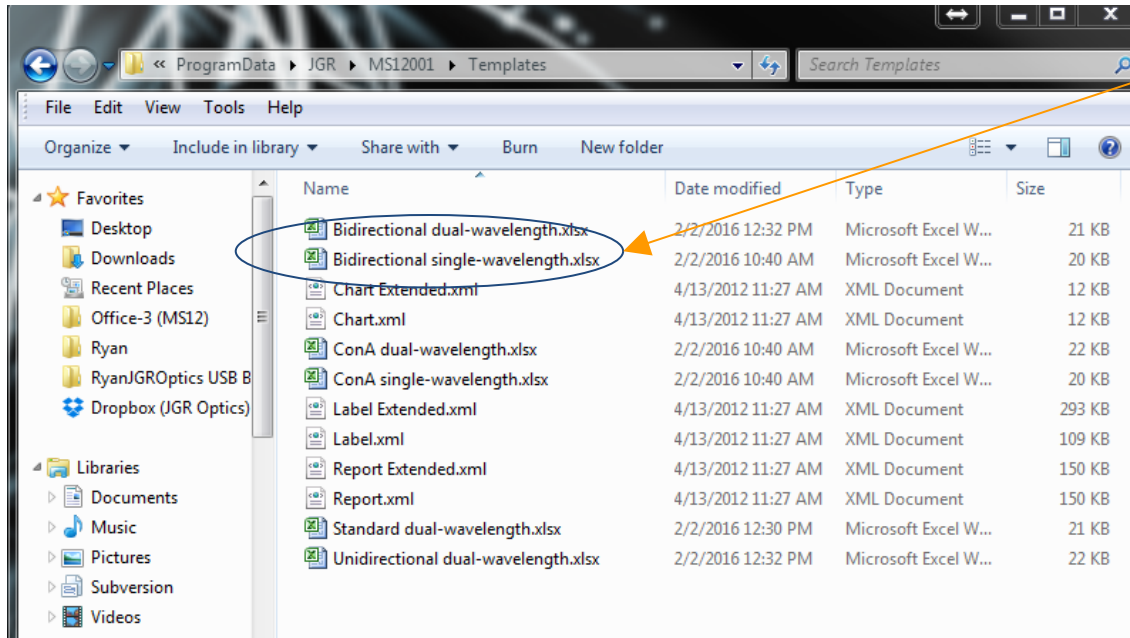 « ProgramData ▸ JGR ▸ MS12001 ▸ Templates
Search Templates
File Edit View Tools Help
Organize Include in library Share with Burn New folder
Name Date modified Type Size
Favorites
Desktop
Downloads
Recent Places
Office-3 (MS12)
Ryan
RyanJGROptics USB B
Dropbox (JGR Optics)
Libraries
Documents
Music
Pictures
Subversion
Videos
Bidirectional dual-wavelength.xlsx 2/2/2016 12:32 PM Microsoft Excel W... 21 KB
Bidirectional single-wavelength.xlsx 2/2/2016 10:40 AM Microsoft Excel W... 20 KB
Chart Extended.xml 4/13/2012 11:27 AM XML Document 12 KB
Chart.xml 4/13/2012 11:27 AM XML Document 12 KB
ConA dual-wavelength.xlsx 2/2/2016 10:40 AM Microsoft Excel W... 22 KB
ConA single-wavelength.xlsx 2/2/2016 10:40 AM Microsoft Excel W... 20 KB
Label Extended.xml 4/13/2012 11:27 AM XML Document 293 KB
Label.xml 4/13/2012 11:27 AM XML Document 109 KB
Report Extended.xml 4/13/2012 11:27 AM XML Document 150 KB
Report.xml 4/13/2012 11:27 AM XML Document 150 KB
Standard dual-wavelength.xlsx 2/2/2016 12:30 PM Microsoft Excel W... 21 KB
Unidirectional dual-wavelength.xlsx 2/2/2016 12:32 PM Microsoft Excel W... 22 KB